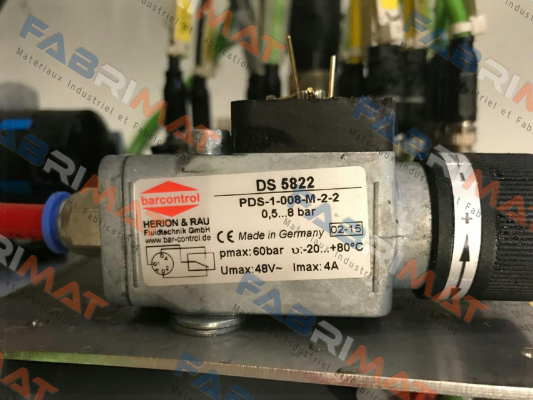 DS 5822
barcontrol
PDS-1-008-M-2-2
0,5...8 bar
HERION & RAU
Fluidtechnik GmbH
www.bar-control.de
CE Made in Germany 02-15
pmax: 60bar υ:-20...+80°C
Umax: 48V~ Imax: 4A
+
FABRIMAT
Materiaux Industriel et Fabrication